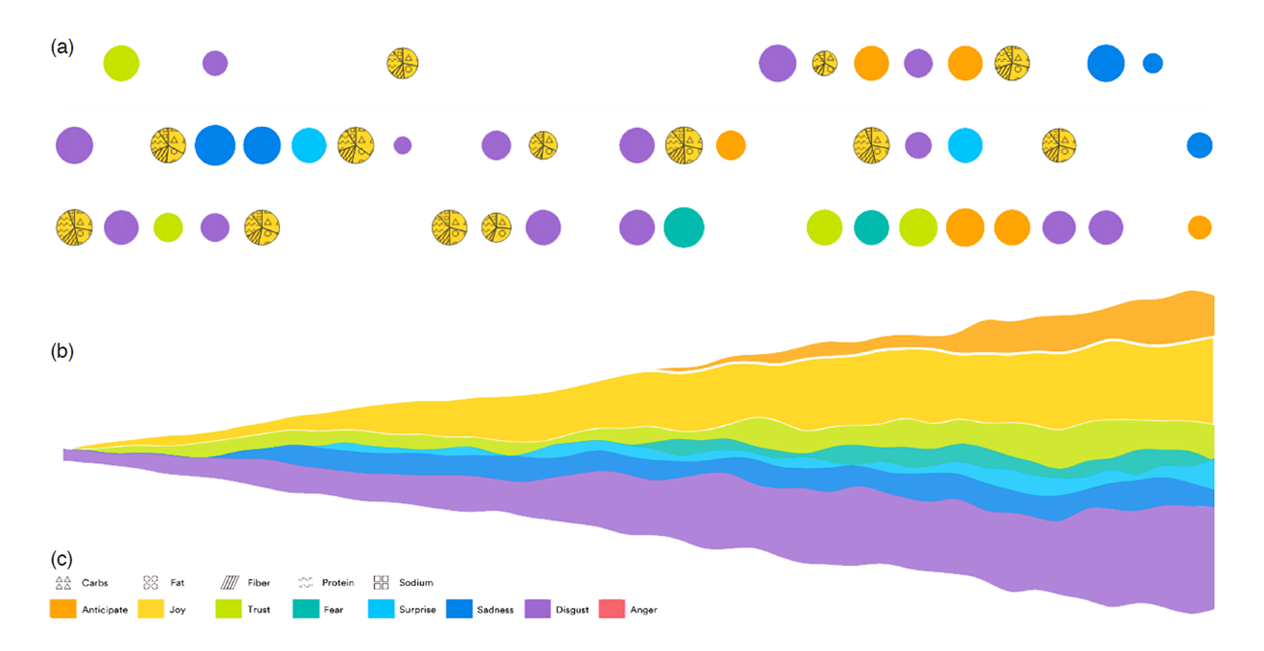 (a)
(b)
(c)
Carbs Fat Fiber Protein Sodium
Anticipate Joy Trust Fear Surprise Sadness Disgust Anger